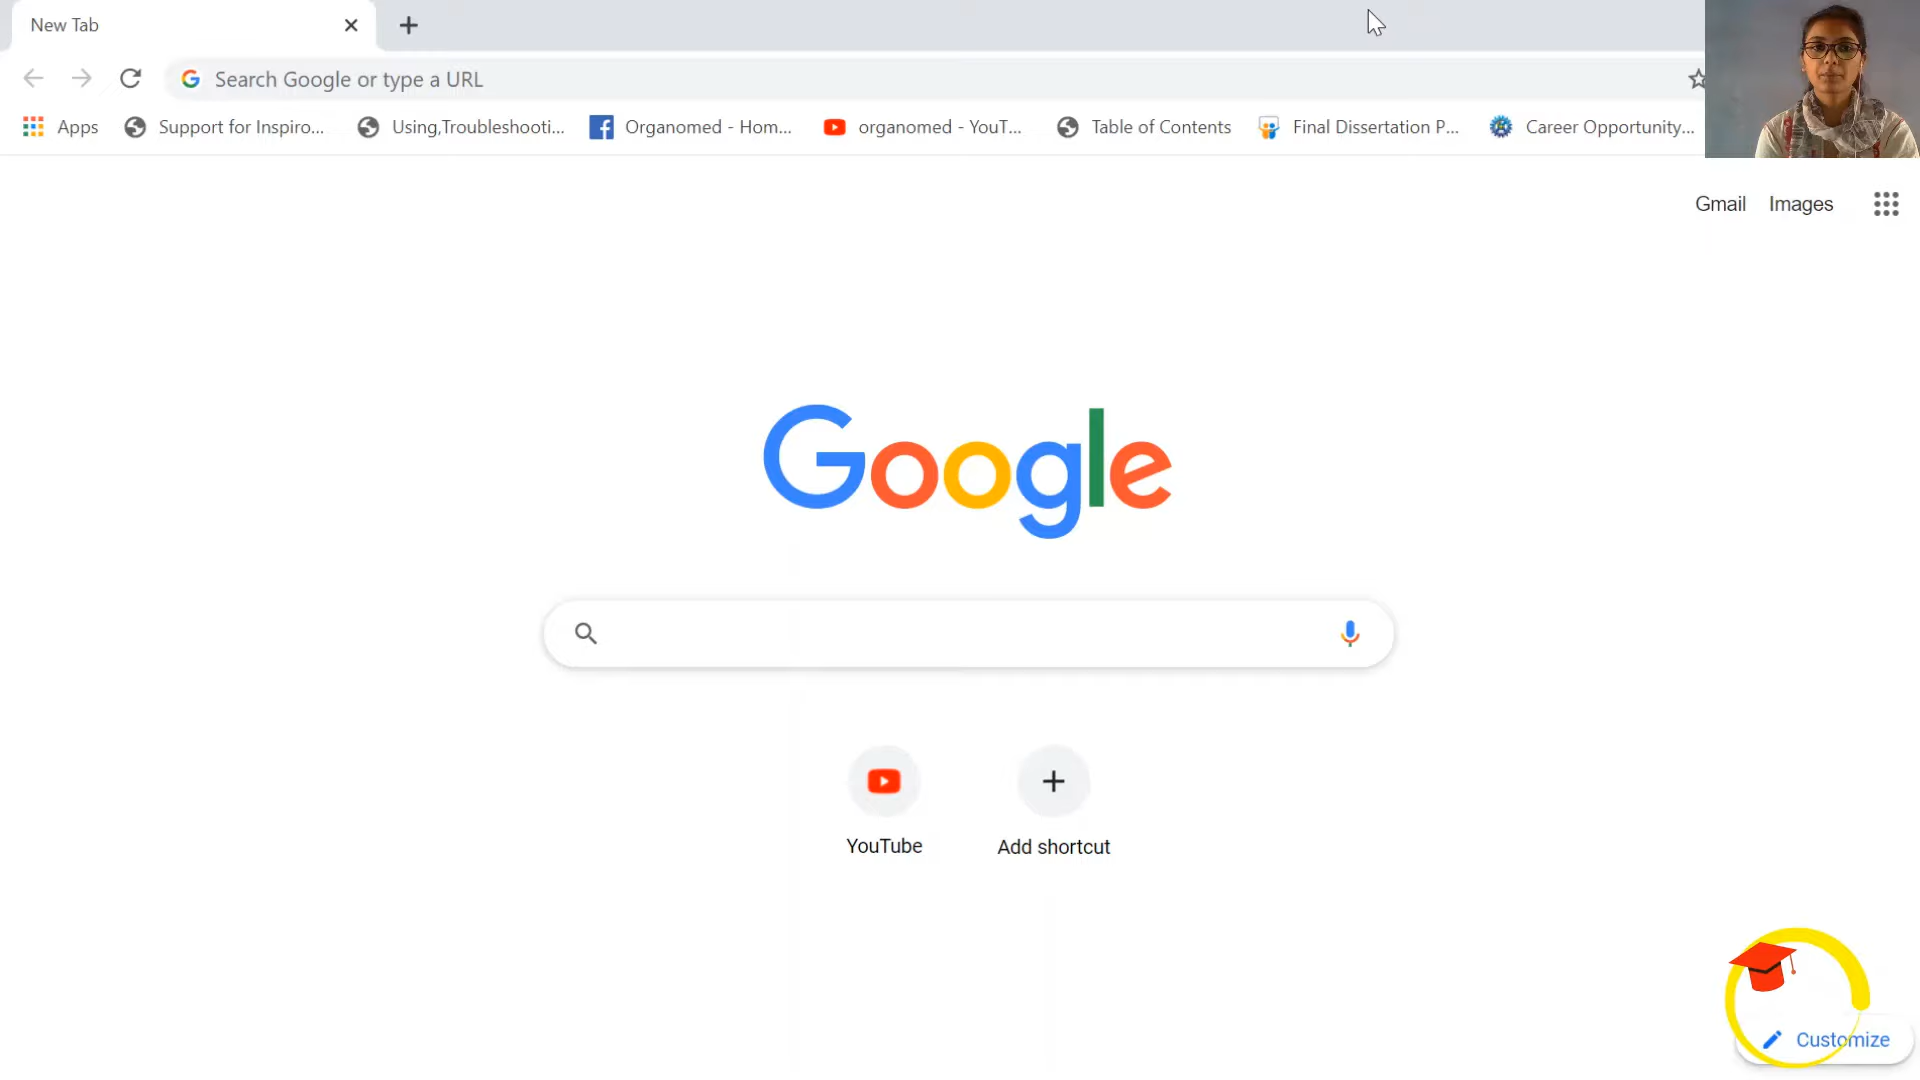 New Tab
Search Google or type a URL
Apps Support for Inspiro... Using,Troubleshooti... Organomed - Hom... organomed - YouT... Table of Contents Final Dissertation P... Career Opportunity...
Gmail Images
Google
YouTube Add shortcut
Customize